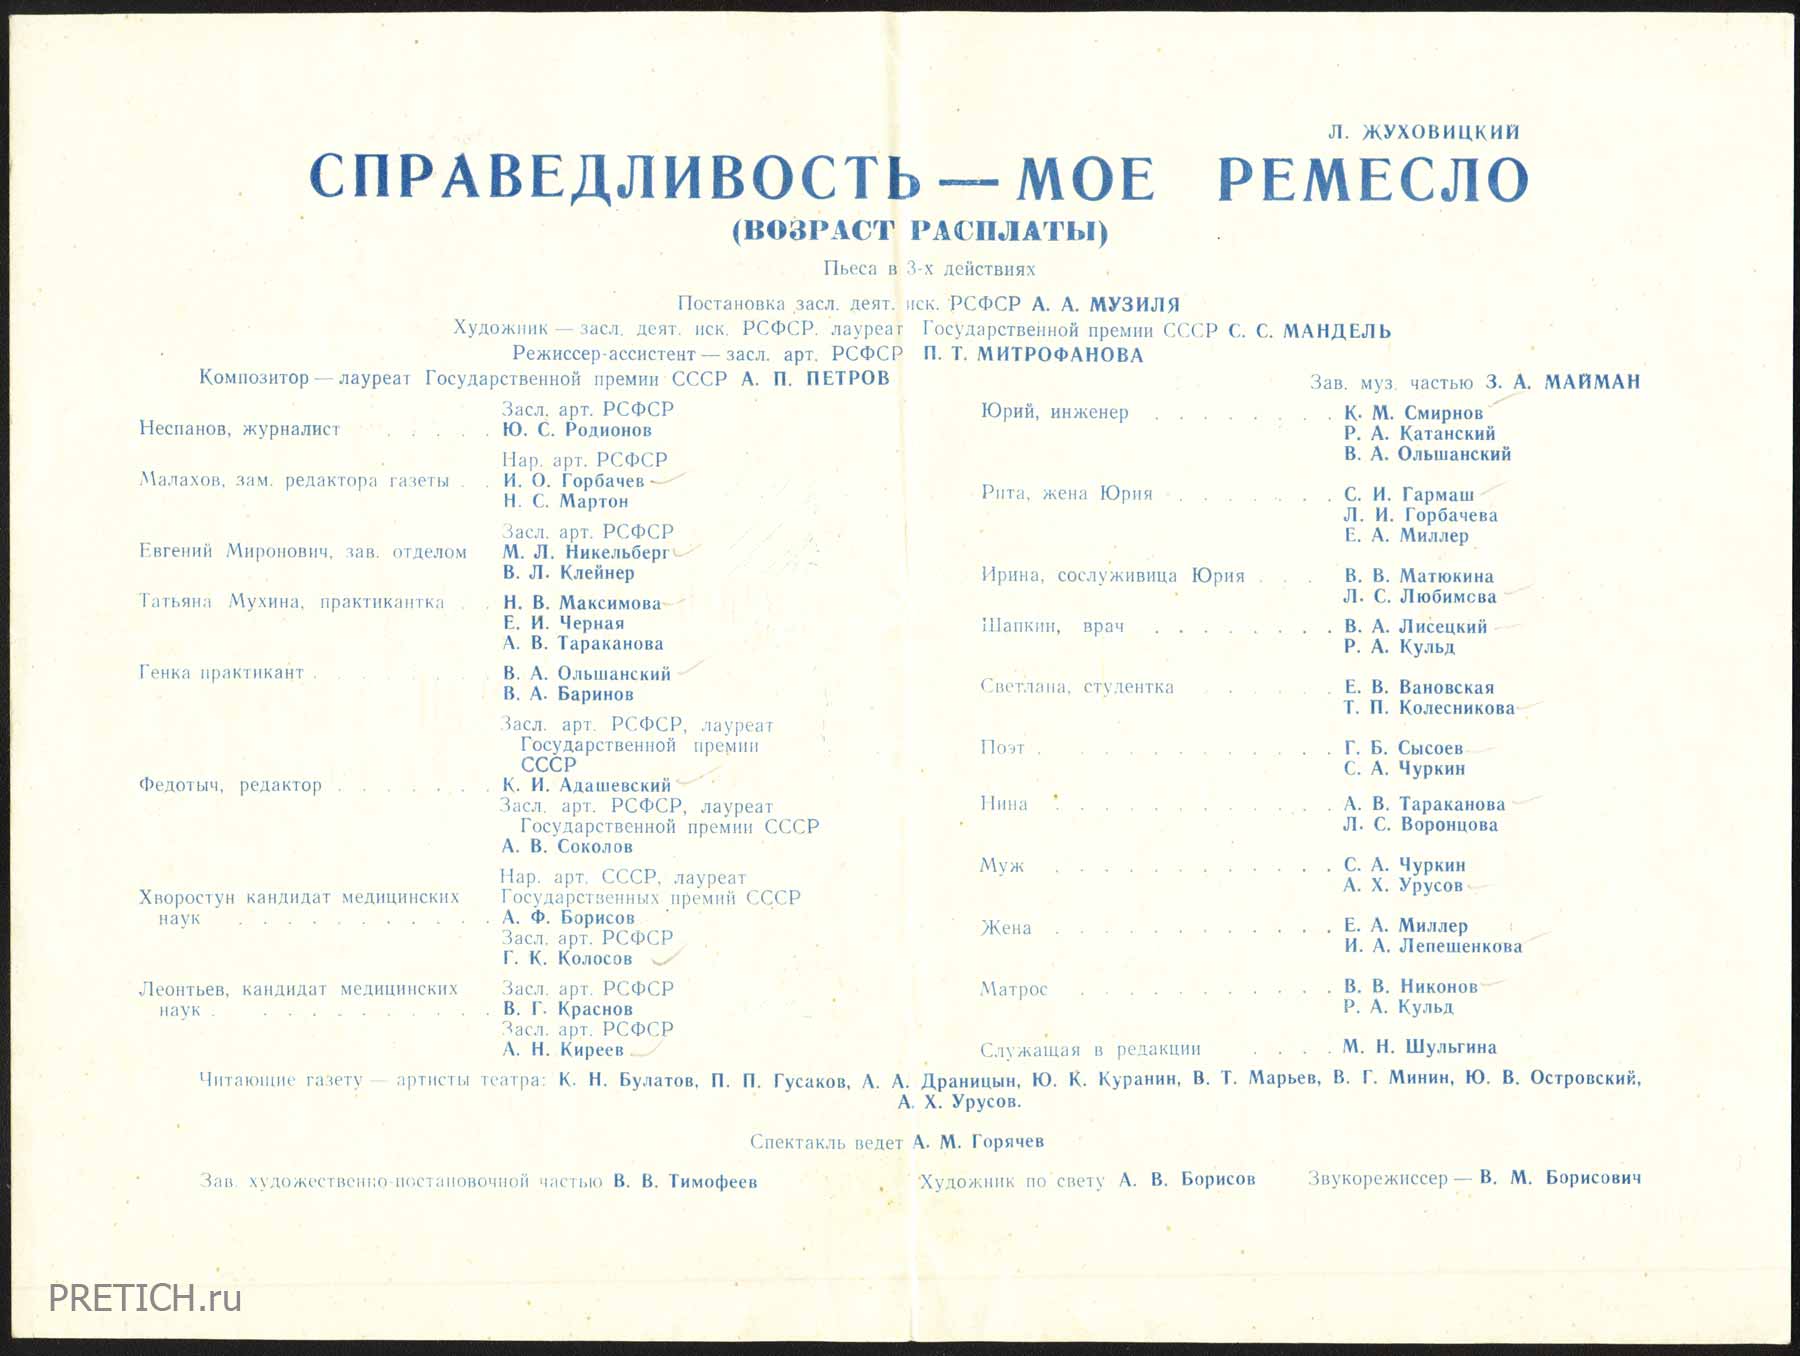 Л. ЖУХОВИЦКИЙ
СПРАВЕДЛИВОСТЬ — МОЕ РЕМЕСЛО
(ВОЗРАСТ РАСПЛАТЫ)
Пьеса в 3-х действиях
Постановка засл. деят. иск. РСФСР А. А. МУЗИЛЯ
Художник — засл. деят. иск. РСФСР. лауреат Государственной премии СССР С. С. МАНДЕЛЬ
Режиссер-ассистент — засл. арт. РСФСР П. Т. МИТРОФАНОВА
Композитор — лауреат Государственной премии СССР А. П. ПЕТРОВ
Зав. муз. частью З. А. МАЙМАН
Засл. арт. РСФСР
Неспанов, журналист . . . . . Ю. С. Родионов
Нар. арт. РСФСР
Малахов, зам. редактора газеты . . И. О. Горбачев
Н. С. Мартон
Засл. арт. РСФСР
Евгений Миронович, зав. отделом М. Л. Никельберг
В. Л. Клейнер
Татьяна Мухина, практикантка . . Н. В. Максимова
Е. И. Черная
А. В. Тараканова
Генка практикант . . . . . . . . В. А. Ольшанский
В. А. Баринов
Засл. арт. РСФСР, лауреат
Государственной премии
СССР
Федотыч, редактор . . . . . . . К. И. Адашевский
Засл. арт. РСФСР, лауреат
Государственной премии СССР
А. В. Соколов
Нар. арт. СССР, лауреат
Хворостун кандидат медицинских Государственных премий СССР
наук . . . . . . . . . . . А. Ф. Борисов
Засл. арт. РСФСР
Г. К. Колосов
Леонтьев, кандидат медицинских Засл. арт. РСФСР
наук . . . . . . . . . . . В. Г. Краснов
Засл. арт. РСФСР
А. Н. Киреев
Юрий, инженер . . . . . . . . К. М. Смирнов
Р. А. Катанский
В. А. Ольшанский
Рита, жена Юрия . . . . . . . С. И. Гармаш
Л. И. Горбачева
Е. А. Миллер
Ирина, сослуживица Юрия . . . В. В. Матюкина
Л. С. Любимова
Шапкин, врач . . . . . . . . В. А. Лисецкий
Р. А. Кульд
Светлана, студентка . . . . . . Е. В. Вановская
Т. П. Колесникова
Поэт . . . . . . . . . . . . Г. Б. Сысоев
С. А. Чуркин
Нина . . . . . . . . . . . . А. В. Тараканова
Л. С. Воронцова
Муж . . . . . . . . . . . . С. А. Чуркин
А. Х. Урусов
Жена . . . . . . . . . . . . Е. А. Миллер
И. А. Лепешенкова
Матрос . . . . . . . . . . . В. В. Никонов
Р. А. Кульд
Служащая в редакции . . . . М. Н. Шульгина
Читающие газету — артисты театра: К. Н. Булатов, П. П. Гусаков, А. А. Драницын, Ю. К. Куранин, В. Т. Марьев, В. Г. Минин, Ю. В. Островский,
А. Х. Урусов.
Спектакль ведет А. М. Горячев
Зав. художественно-постановочной частью В. В. Тимофеев
Художник по свету А. В. Борисов
Звукорежиссер — В. М. Борисович
PRETICH.ru